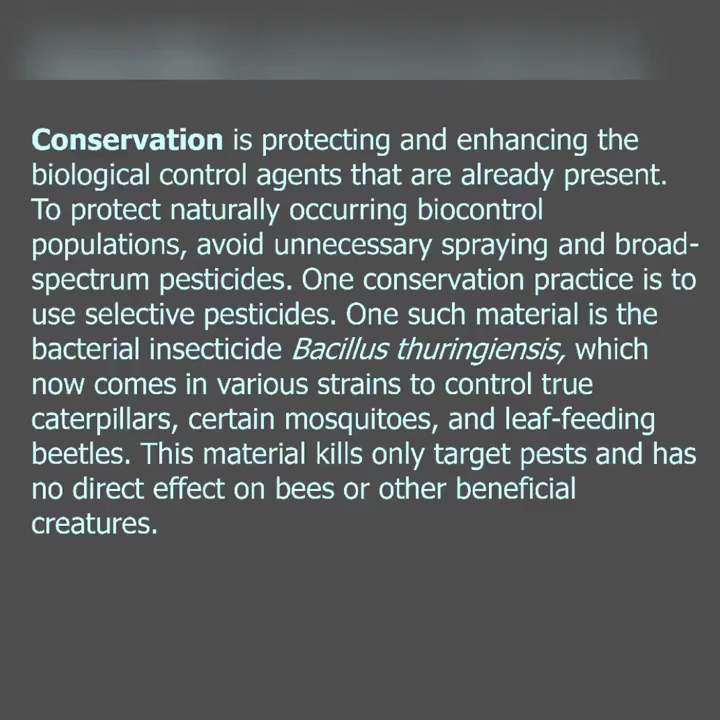 Conservation is protecting and enhancing the
biological control agents that are already present.
To protect naturally occurring biocontrol
populations, avoid unnecessary spraying and broad-
spectrum pesticides. One conservation practice is to
use selective pesticides. One such material is the
bacterial insecticide Bacillus thuringiensis, which
now comes in various strains to control true
caterpillars, certain mosquitoes, and leaf-feeding
beetles. This material kills only target pests and has
no direct effect on bees or other beneficial
creatures.